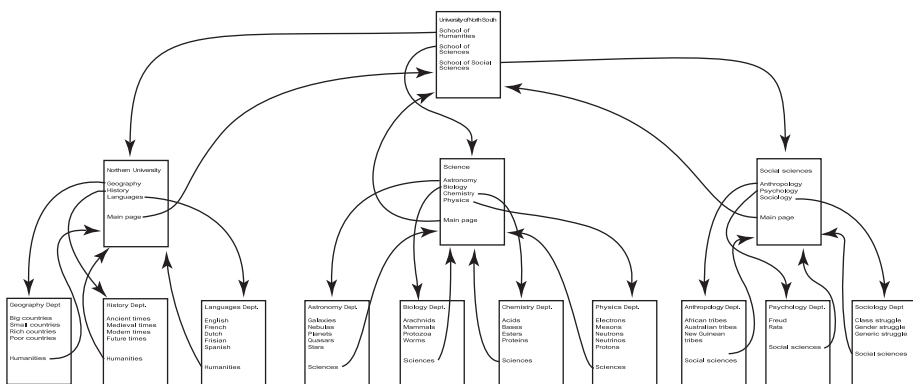 University of North South
School of
Humanities
School of
Sciences
School of Social
Sciences
Northern University
Geography
History
Languages
Main page
Science
Astronomy
Biology
Chemistry
Physics
Main page
Social sciences
Anthropology
Psychology
Sociology
Main page
Geography Dept
Big countries
Small countries
Rich countries
Poor countries
Humanities
History Dept.
Ancient times
Medieval times
Modern times
Future times
Humanities
Languages Dept.
English
French
Dutch
Frisian
Spanish
Humanities
Astronomy Dept.
Galaxies
Nebulas
Planets
Quasars
Stars
Sciences
Biology Dept.
Arachnids
Mammals
Protozoa
Worms
Sciences
Chemistry Dept.
Acids
Bases
Esters
Proteins
Sciences
Physics Dept.
Electrons
Mesons
Neutrons
Neutrinos
Protons
Sciences
Anthropology Dept.
African tribes
Australian tribes
New Guinean
tribes
Social sciences
Psychology Dept.
Freud
Rats
Social sciences
Sociology Dept
Class struggle
Gender struggle
Generic struggle
Social sciences